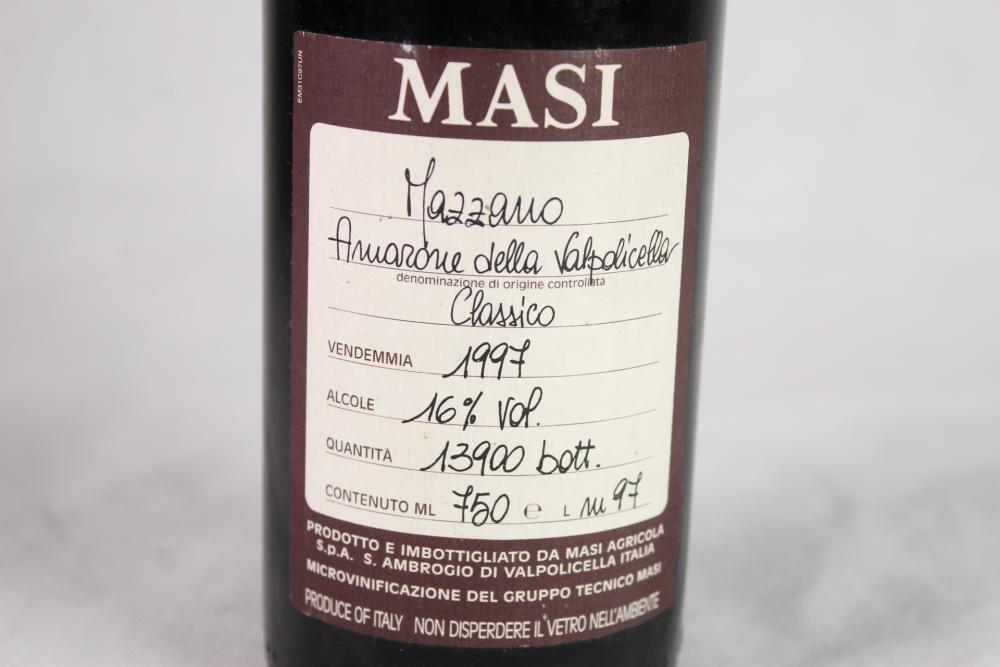 EM31C97UN
MASI
Mazzano
Amarone della Valpolicella
denominazione di origine controllata
Classico
VENDEMMIA 1997
ALCOLE 16% vol.
QUANTITÀ 13900 bott.
CONTENUTO ML 750 e L m 97
PRODOTTO E IMBOTTIGLIATO DA MASI AGRICOLA
S.p.A. S. AMBROGIO DI VALPOLICELLA ITALIA
MICROVINIFICAZIONE DEL GRUPPO TECNICO MASI
PRODUCE OF ITALY NON DISPERDERE IL VETRO NELL'AMBIENTE